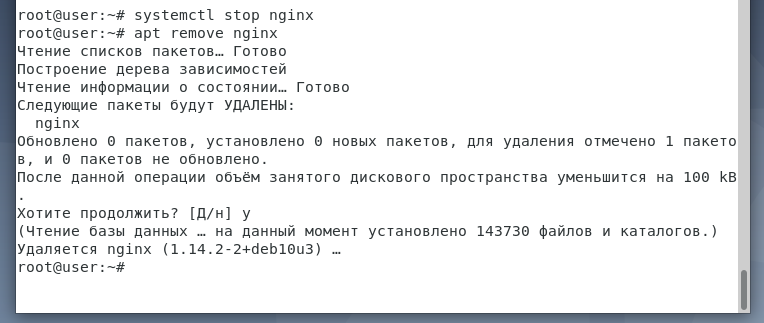 root@user:~# systemctl stop nginx
root@user:~# apt remove nginx
Чтение списков пакетов… Готово
Построение дерева зависимостей
Чтение информации о состоянии… Готово
Следующие пакеты будут УДАЛЕНЫ:
  nginx
Обновлено 0 пакетов, установлено 0 новых пакетов, для удаления отмечено 1 пакето
в, и 0 пакетов не обновлено.
После данной операции объём занятого дискового пространства уменьшится на 100 kB
.
Хотите продолжить? [Д/н] y
(Чтение базы данных … на данный момент установлено 143730 файлов и каталогов.)
Удаляется nginx (1.14.2-2+deb10u3) …
root@user:~#